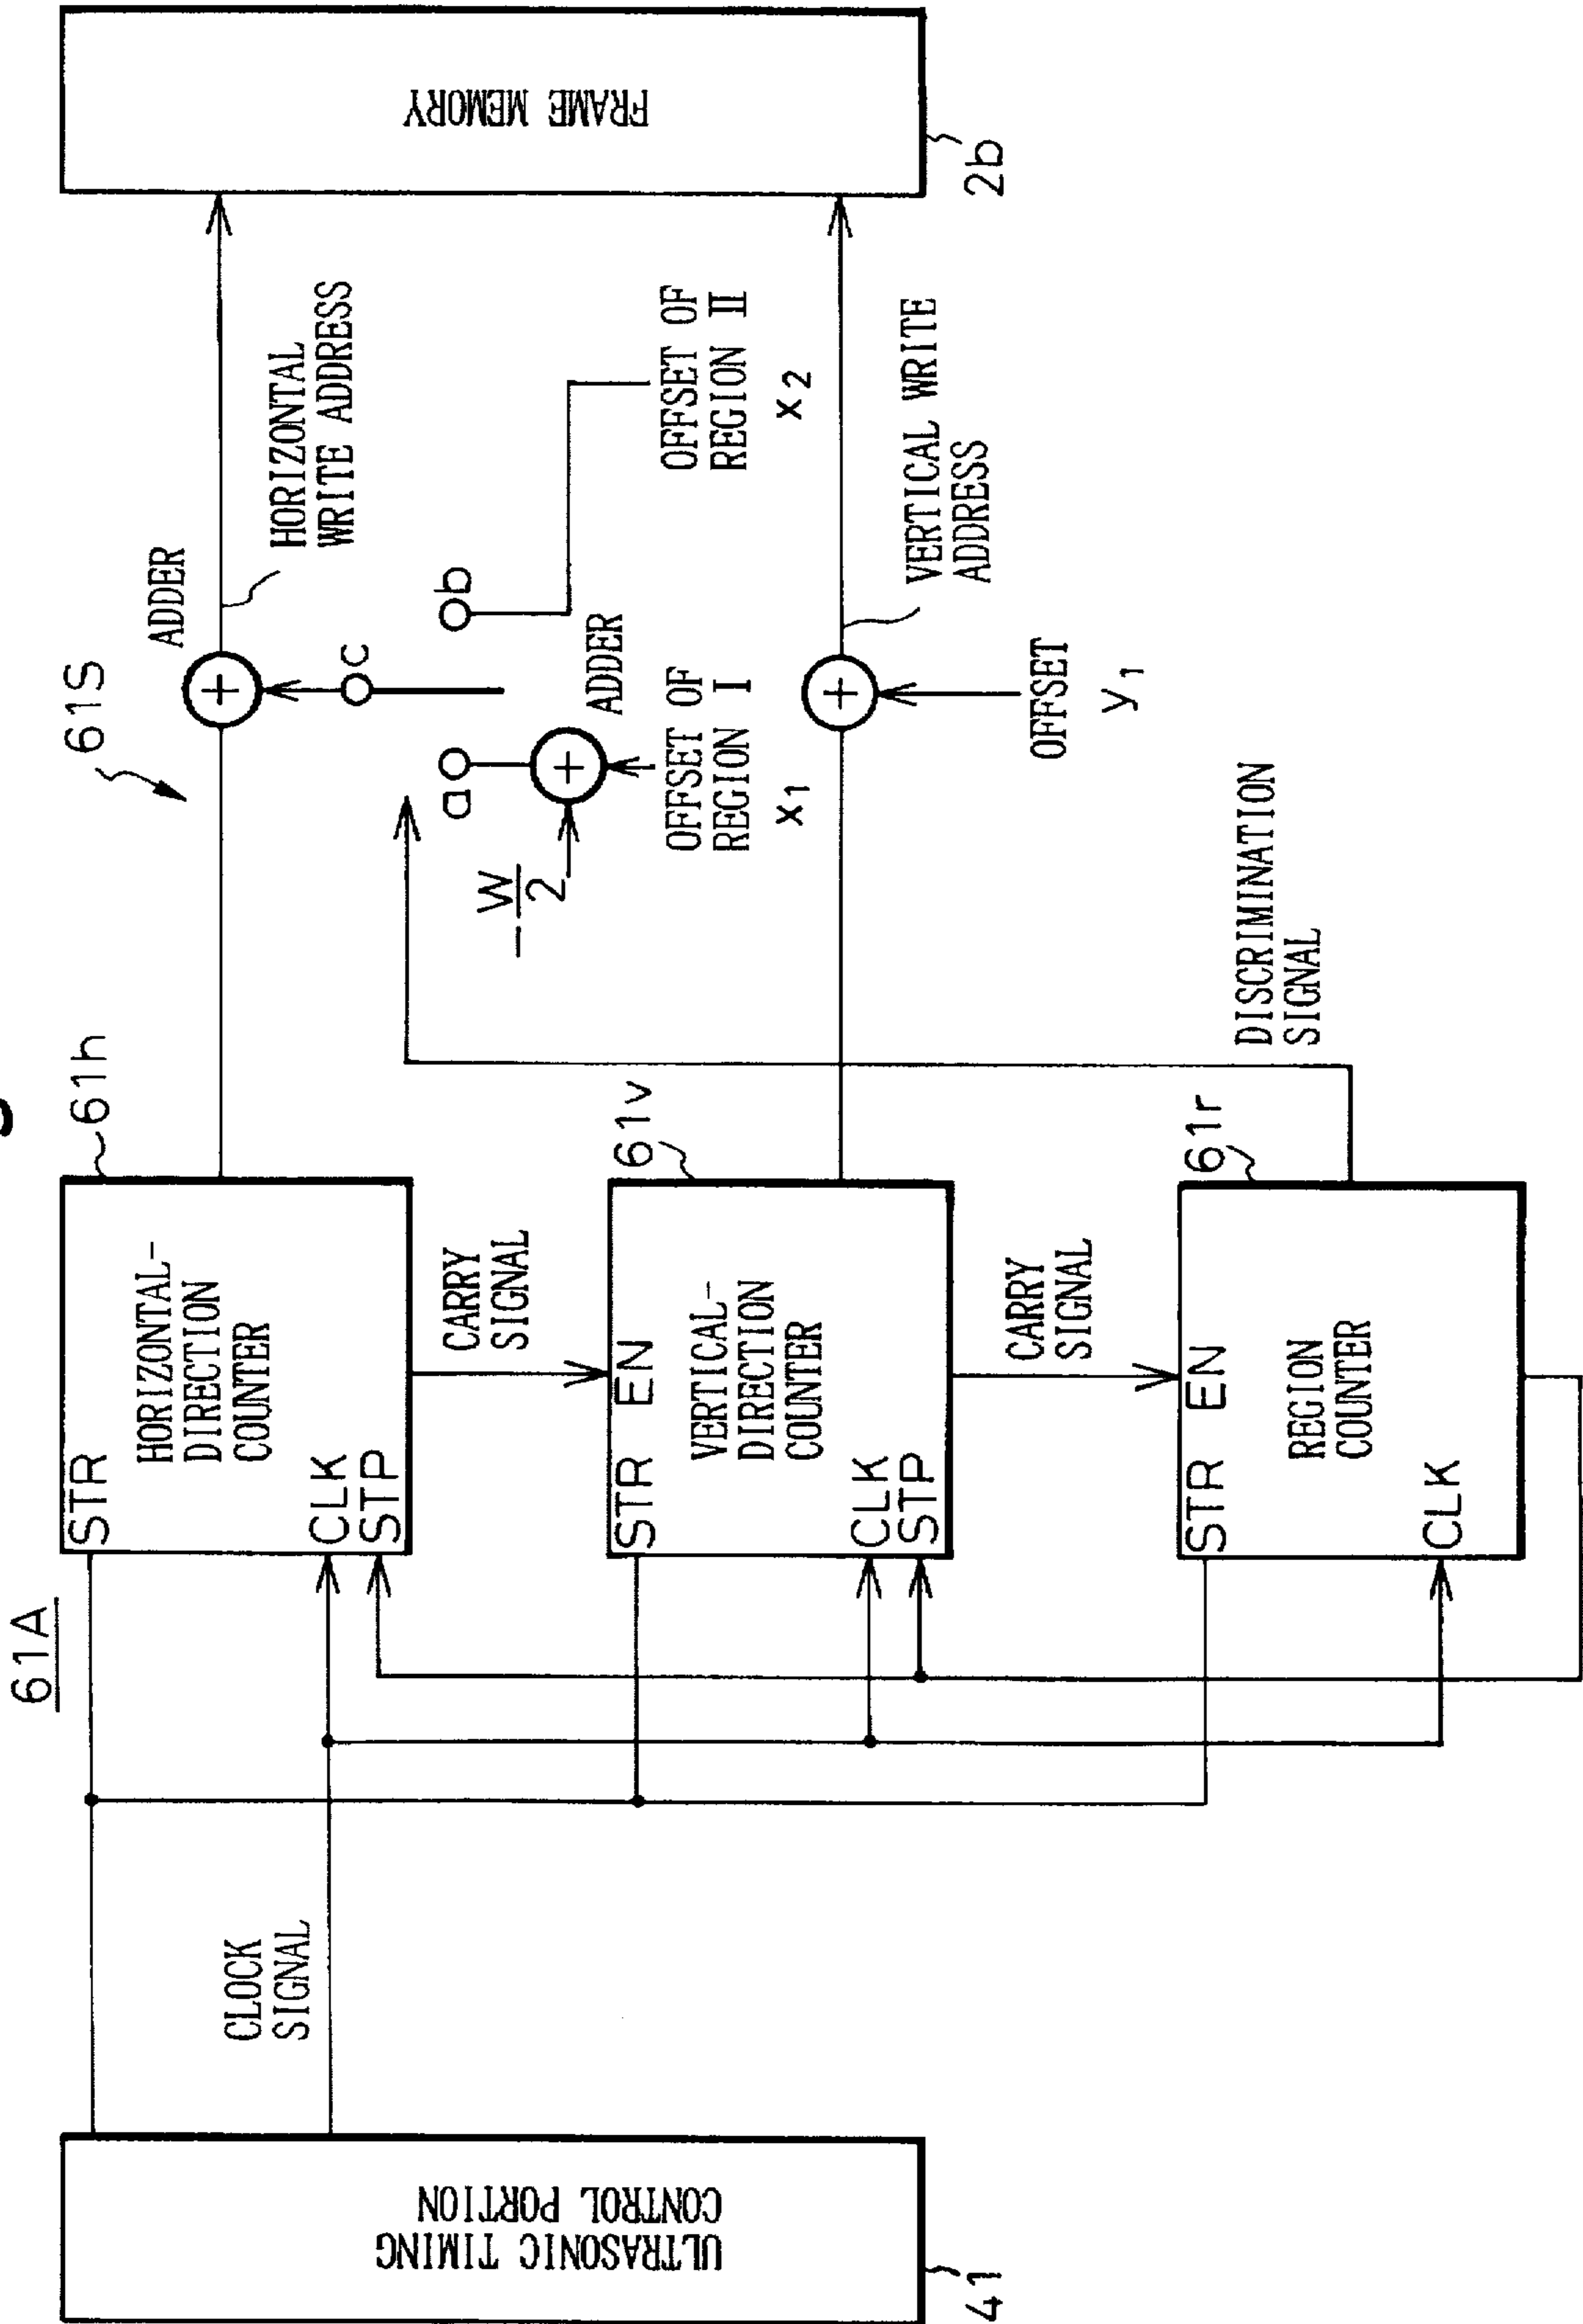 61A
ULTRASONIC TIMING
CONTROL PORTION
41
CLOCK
SIGNAL
STR
HORIZONTAL-
DIRECTION
COUNTER
CLK
STP
61h
CARRY
SIGNAL
STR EN
VERTICAL-
DIRECTION
COUNTER
CLK
STP
61v
CARRY
SIGNAL
STR EN
REGION
COUNTER
CLK
61r
DISCRIMINATION
SIGNAL
61S
ADDER
HORIZONTAL
WRITE ADDRESS
c
a
b
-W/2
ADDER
OFFSET OF
REGION I
x1
OFFSET OF
REGION II
x2
VERTICAL WRITE
ADDRESS
OFFSET
y1
FRAME MEMORY
2b